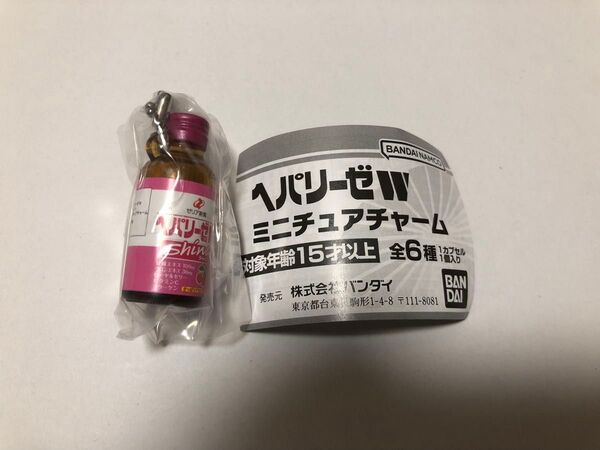 ゼリア新薬
ヘパリーゼW
Shine
BANDAI NAMCO
ヘパリーゼW
ミニチュアチャーム
対象年齢15才以上 全6種 1カプセル1個入り
発売元 株式会社バンダイ
東京都台東区駒形1-4-8 〒111-8081
BAN
DAI